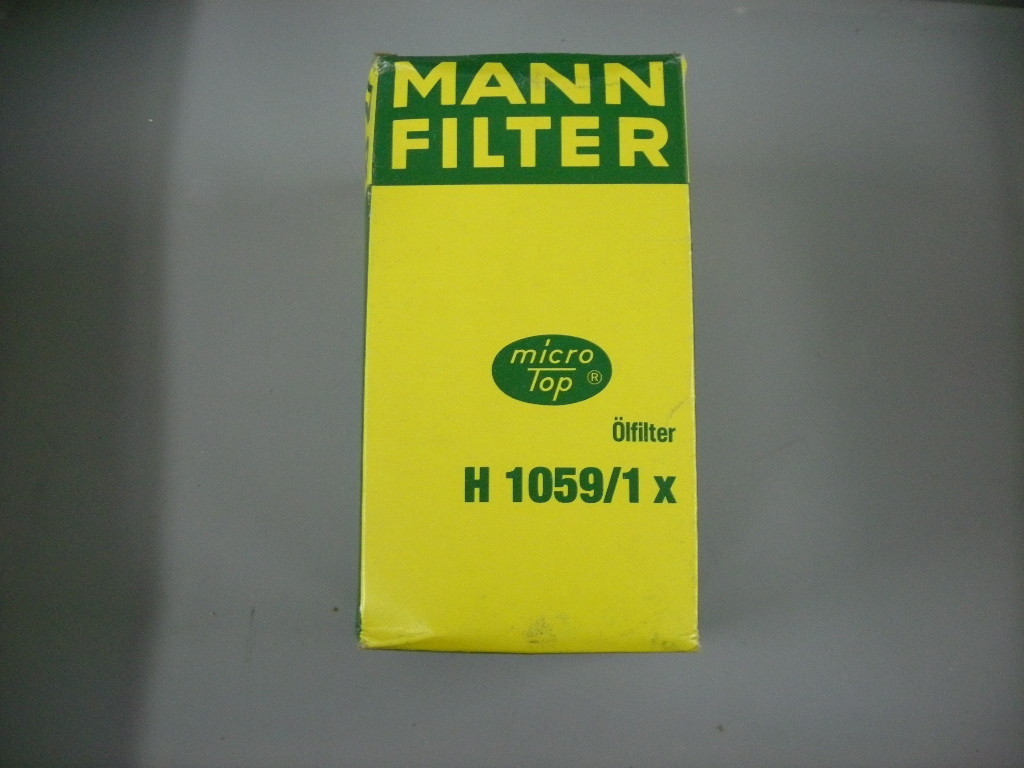 MANN
FILTER
micro
Top ®
Ölfilter
H 1059/1 x